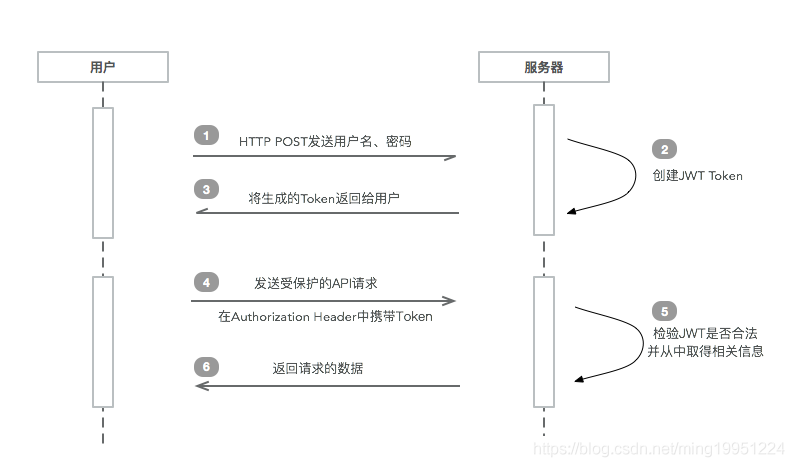 用户
服务器
1
HTTP POST发送用户名、密码
2
创建JWT Token
3
将生成的Token返回给用户
4
发送受保护的API请求
在Authorization Header中携带Token
5
检验JWT是否合法
并从中取得相关信息
6
返回请求的数据
https://blog.csdn.net/ming19951224